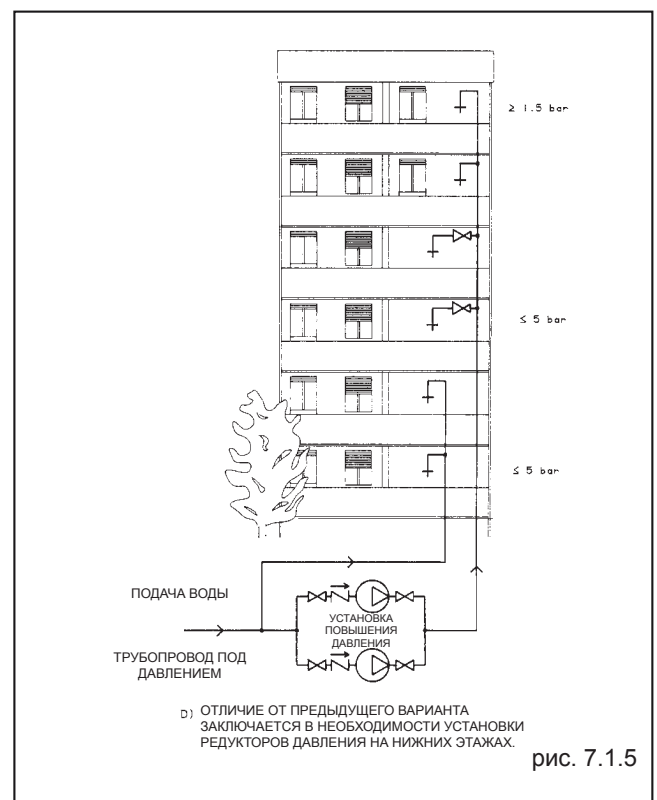 ≥ 1.5 bar
≤ 5 bar
≤ 5 bar
ПОДАЧА ВОДЫ
ТРУБОПРОВОД ПОД
ДАВЛЕНИЕМ
УСТАНОВКА
ПОВЫШЕНИЯ
ДАВЛЕНИЯ
D) ОТЛИЧИЕ ОТ ПРЕДЫДУЩЕГО ВАРИАНТА
ЗАКЛЮЧАЕТСЯ В НЕОБХОДИМОСТИ УСТАНОВКИ
РЕДУКТОРОВ ДАВЛЕНИЯ НА НИЖНИХ ЭТАЖАХ.
рис. 7.1.5